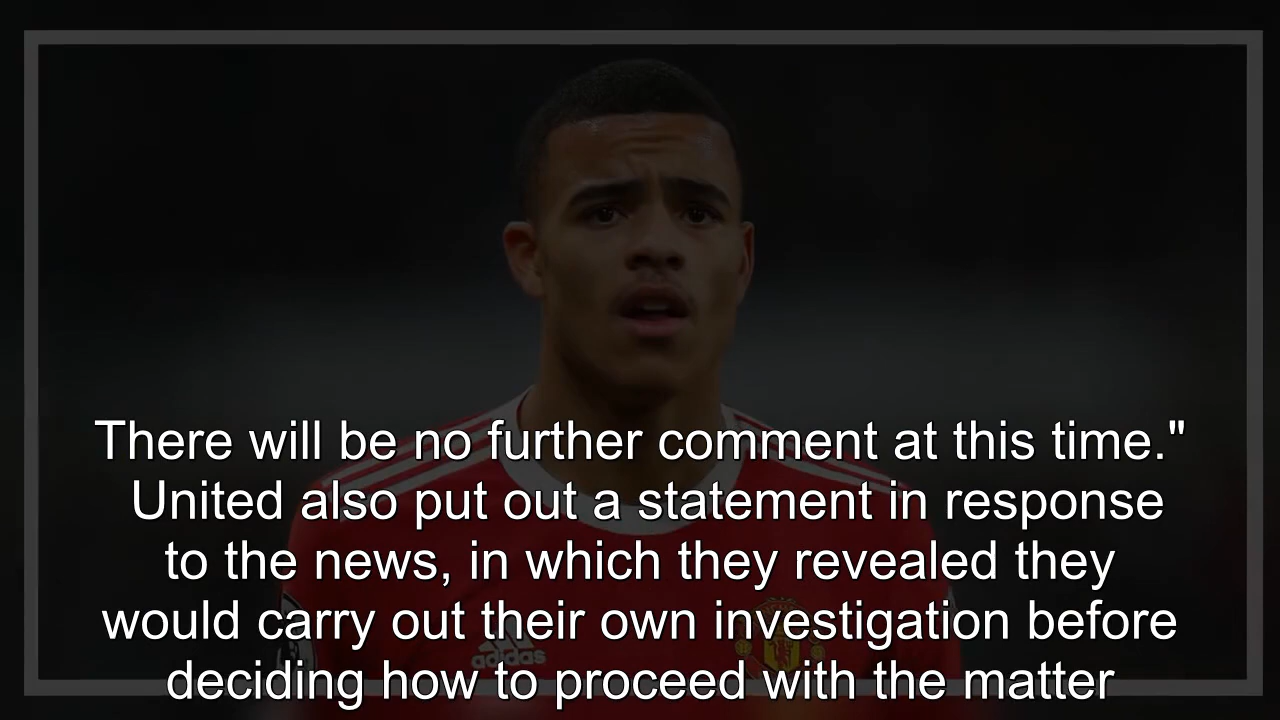 There will be no further comment at this time."
United also put out a statement in response
to the news, in which they revealed they
would carry out their own investigation before
deciding how to proceed with the matter
adidas